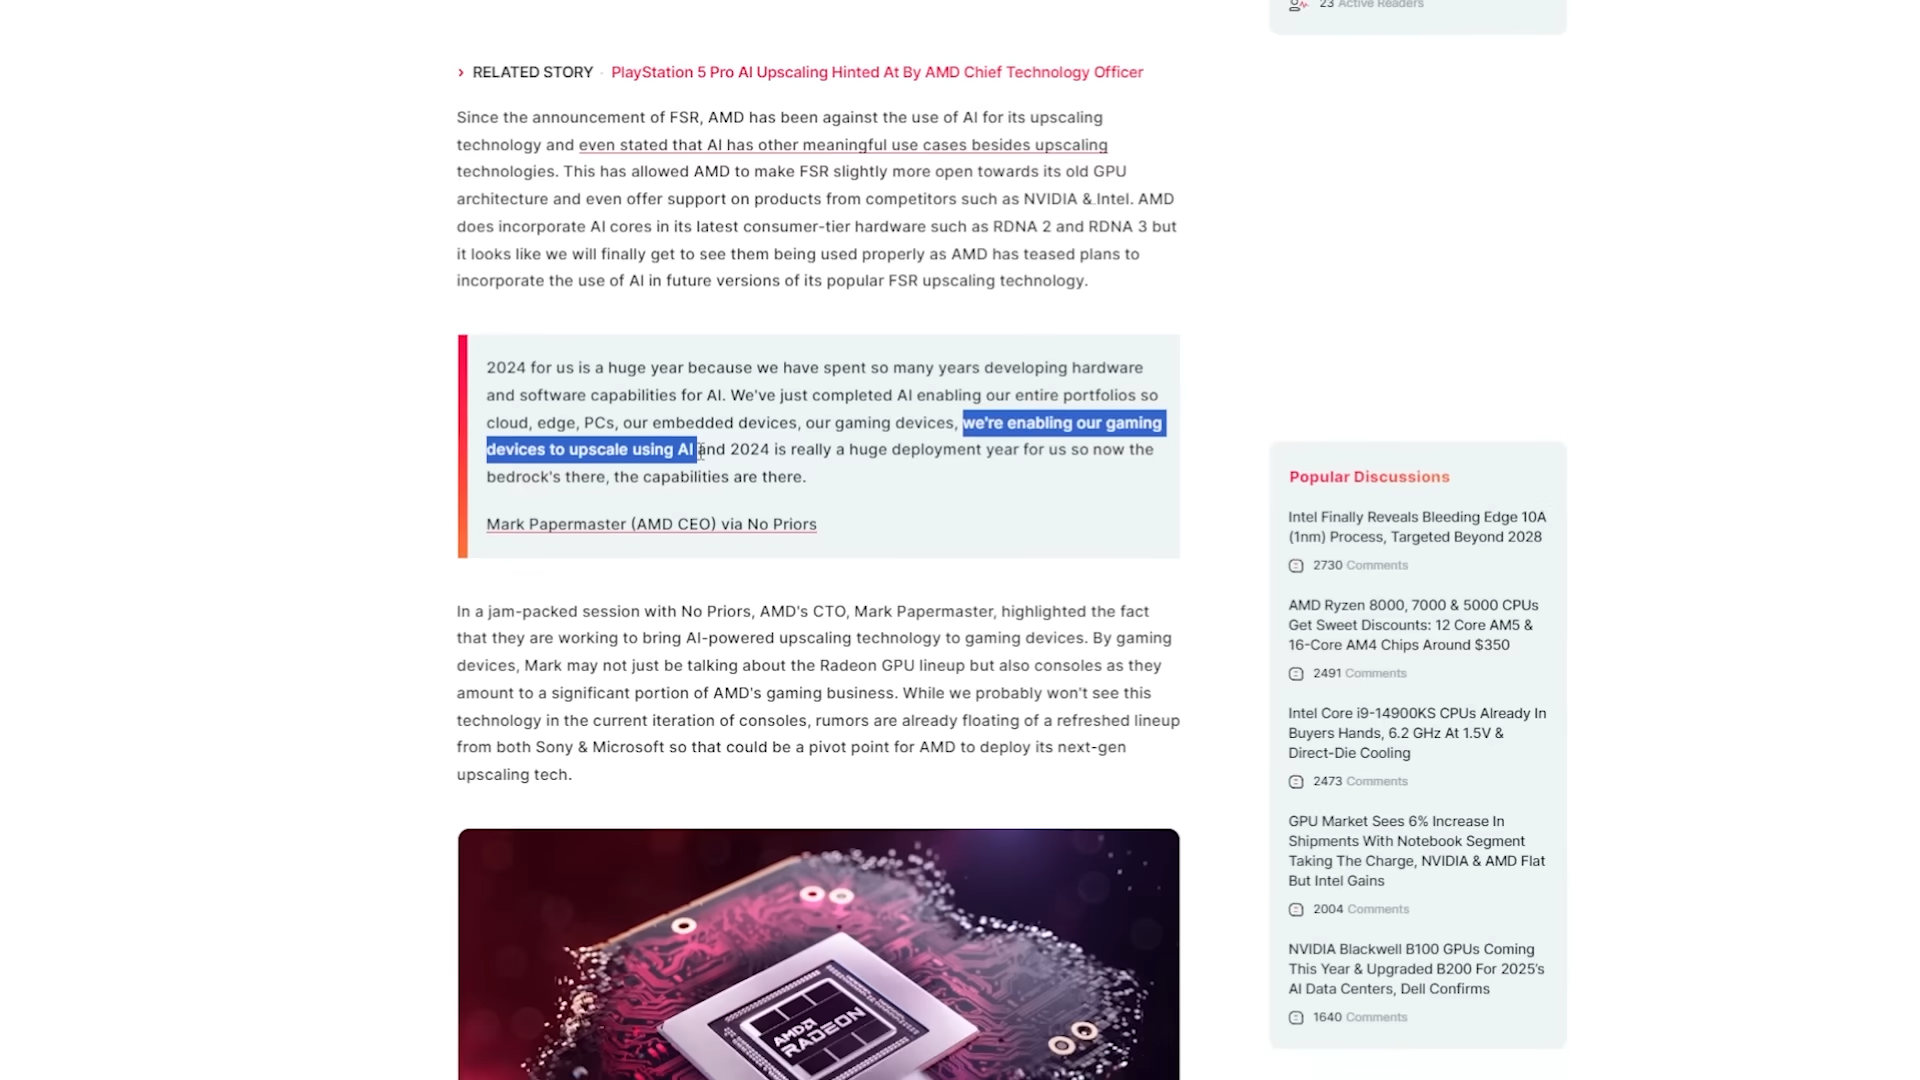 23 Active Readers
› RELATED STORY · PlayStation 5 Pro AI Upscaling Hinted At By AMD Chief Technology Officer
Since the announcement of FSR, AMD has been against the use of AI for its upscaling
technology and even stated that AI has other meaningful use cases besides upscaling
technologies. This has allowed AMD to make FSR slightly more open towards its old GPU
architecture and even offer support on products from competitors such as NVIDIA & Intel. AMD
does incorporate AI cores in its latest consumer-tier hardware such as RDNA 2 and RDNA 3 but
it looks like we will finally get to see them being used properly as AMD has teased plans to
incorporate the use of AI in future versions of its popular FSR upscaling technology.
2024 for us is a huge year because we have spent so many years developing hardware
and software capabilities for AI. We've just completed AI enabling our entire portfolios so
cloud, edge, PCs, our embedded devices, our gaming devices, we're enabling our gaming
devices to upscale using AI and 2024 is really a huge deployment year for us so now the
bedrock's there, the capabilities are there.
Mark Papermaster (AMD CEO) via No Priors
In a jam-packed session with No Priors, AMD's CTO, Mark Papermaster, highlighted the fact
that they are working to bring AI-powered upscaling technology to gaming devices. By gaming
devices, Mark may not just be talking about the Radeon GPU lineup but also consoles as they
amount to a significant portion of AMD's gaming business. While we probably won't see this
technology in the current iteration of consoles, rumors are already floating of a refreshed lineup
from both Sony & Microsoft so that could be a pivot point for AMD to deploy its next-gen
upscaling tech.
AMD
RADEON
Popular Discussions
Intel Finally Reveals Bleeding Edge 10A
(1nm) Process, Targeted Beyond 2028
2730 Comments
AMD Ryzen 8000, 7000 & 5000 CPUs
Get Sweet Discounts: 12 Core AM5 &
16-Core AM4 Chips Around $350
2491 Comments
Intel Core i9-14900KS CPUs Already In
Buyers Hands, 6.2 GHz At 1.5V &
Direct-Die Cooling
2473 Comments
GPU Market Sees 6% Increase In
Shipments With Notebook Segment
Taking The Charge, NVIDIA & AMD Flat
But Intel Gains
2004 Comments
NVIDIA Blackwell B100 GPUs Coming
This Year & Upgraded B200 For 2025's
AI Data Centers, Dell Confirms
1640 Comments